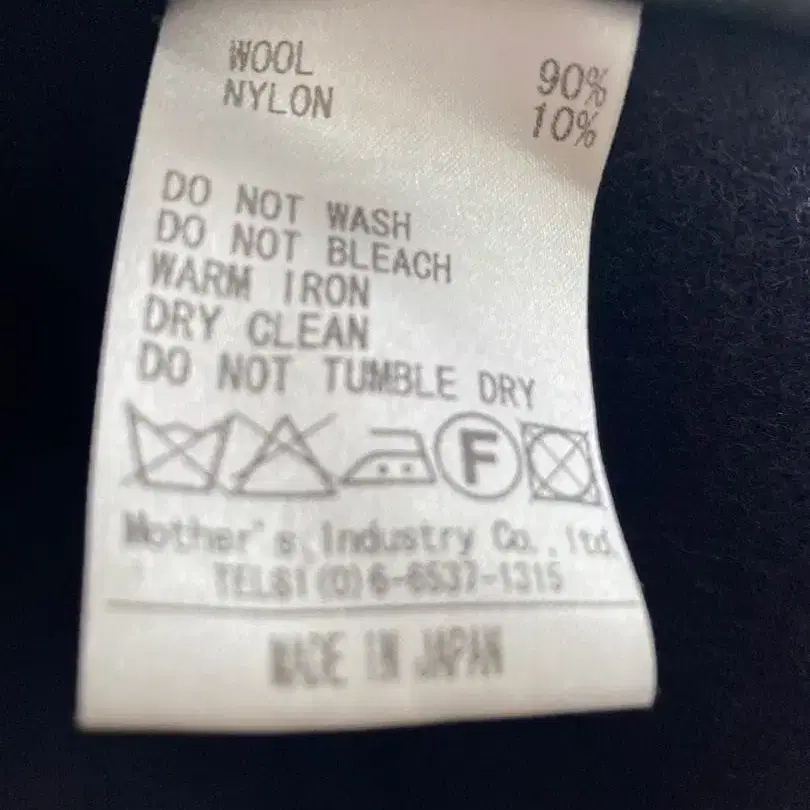 WOOL 90%
NYLON 10%
DO NOT WASH
DO NOT BLEACH
WARM IRON
DRY CLEAN
DO NOT TUMBLE DRY
F
Mother's Industry Co.,ltd.
TEL81(0)6-6537-1315
MADE IN JAPAN